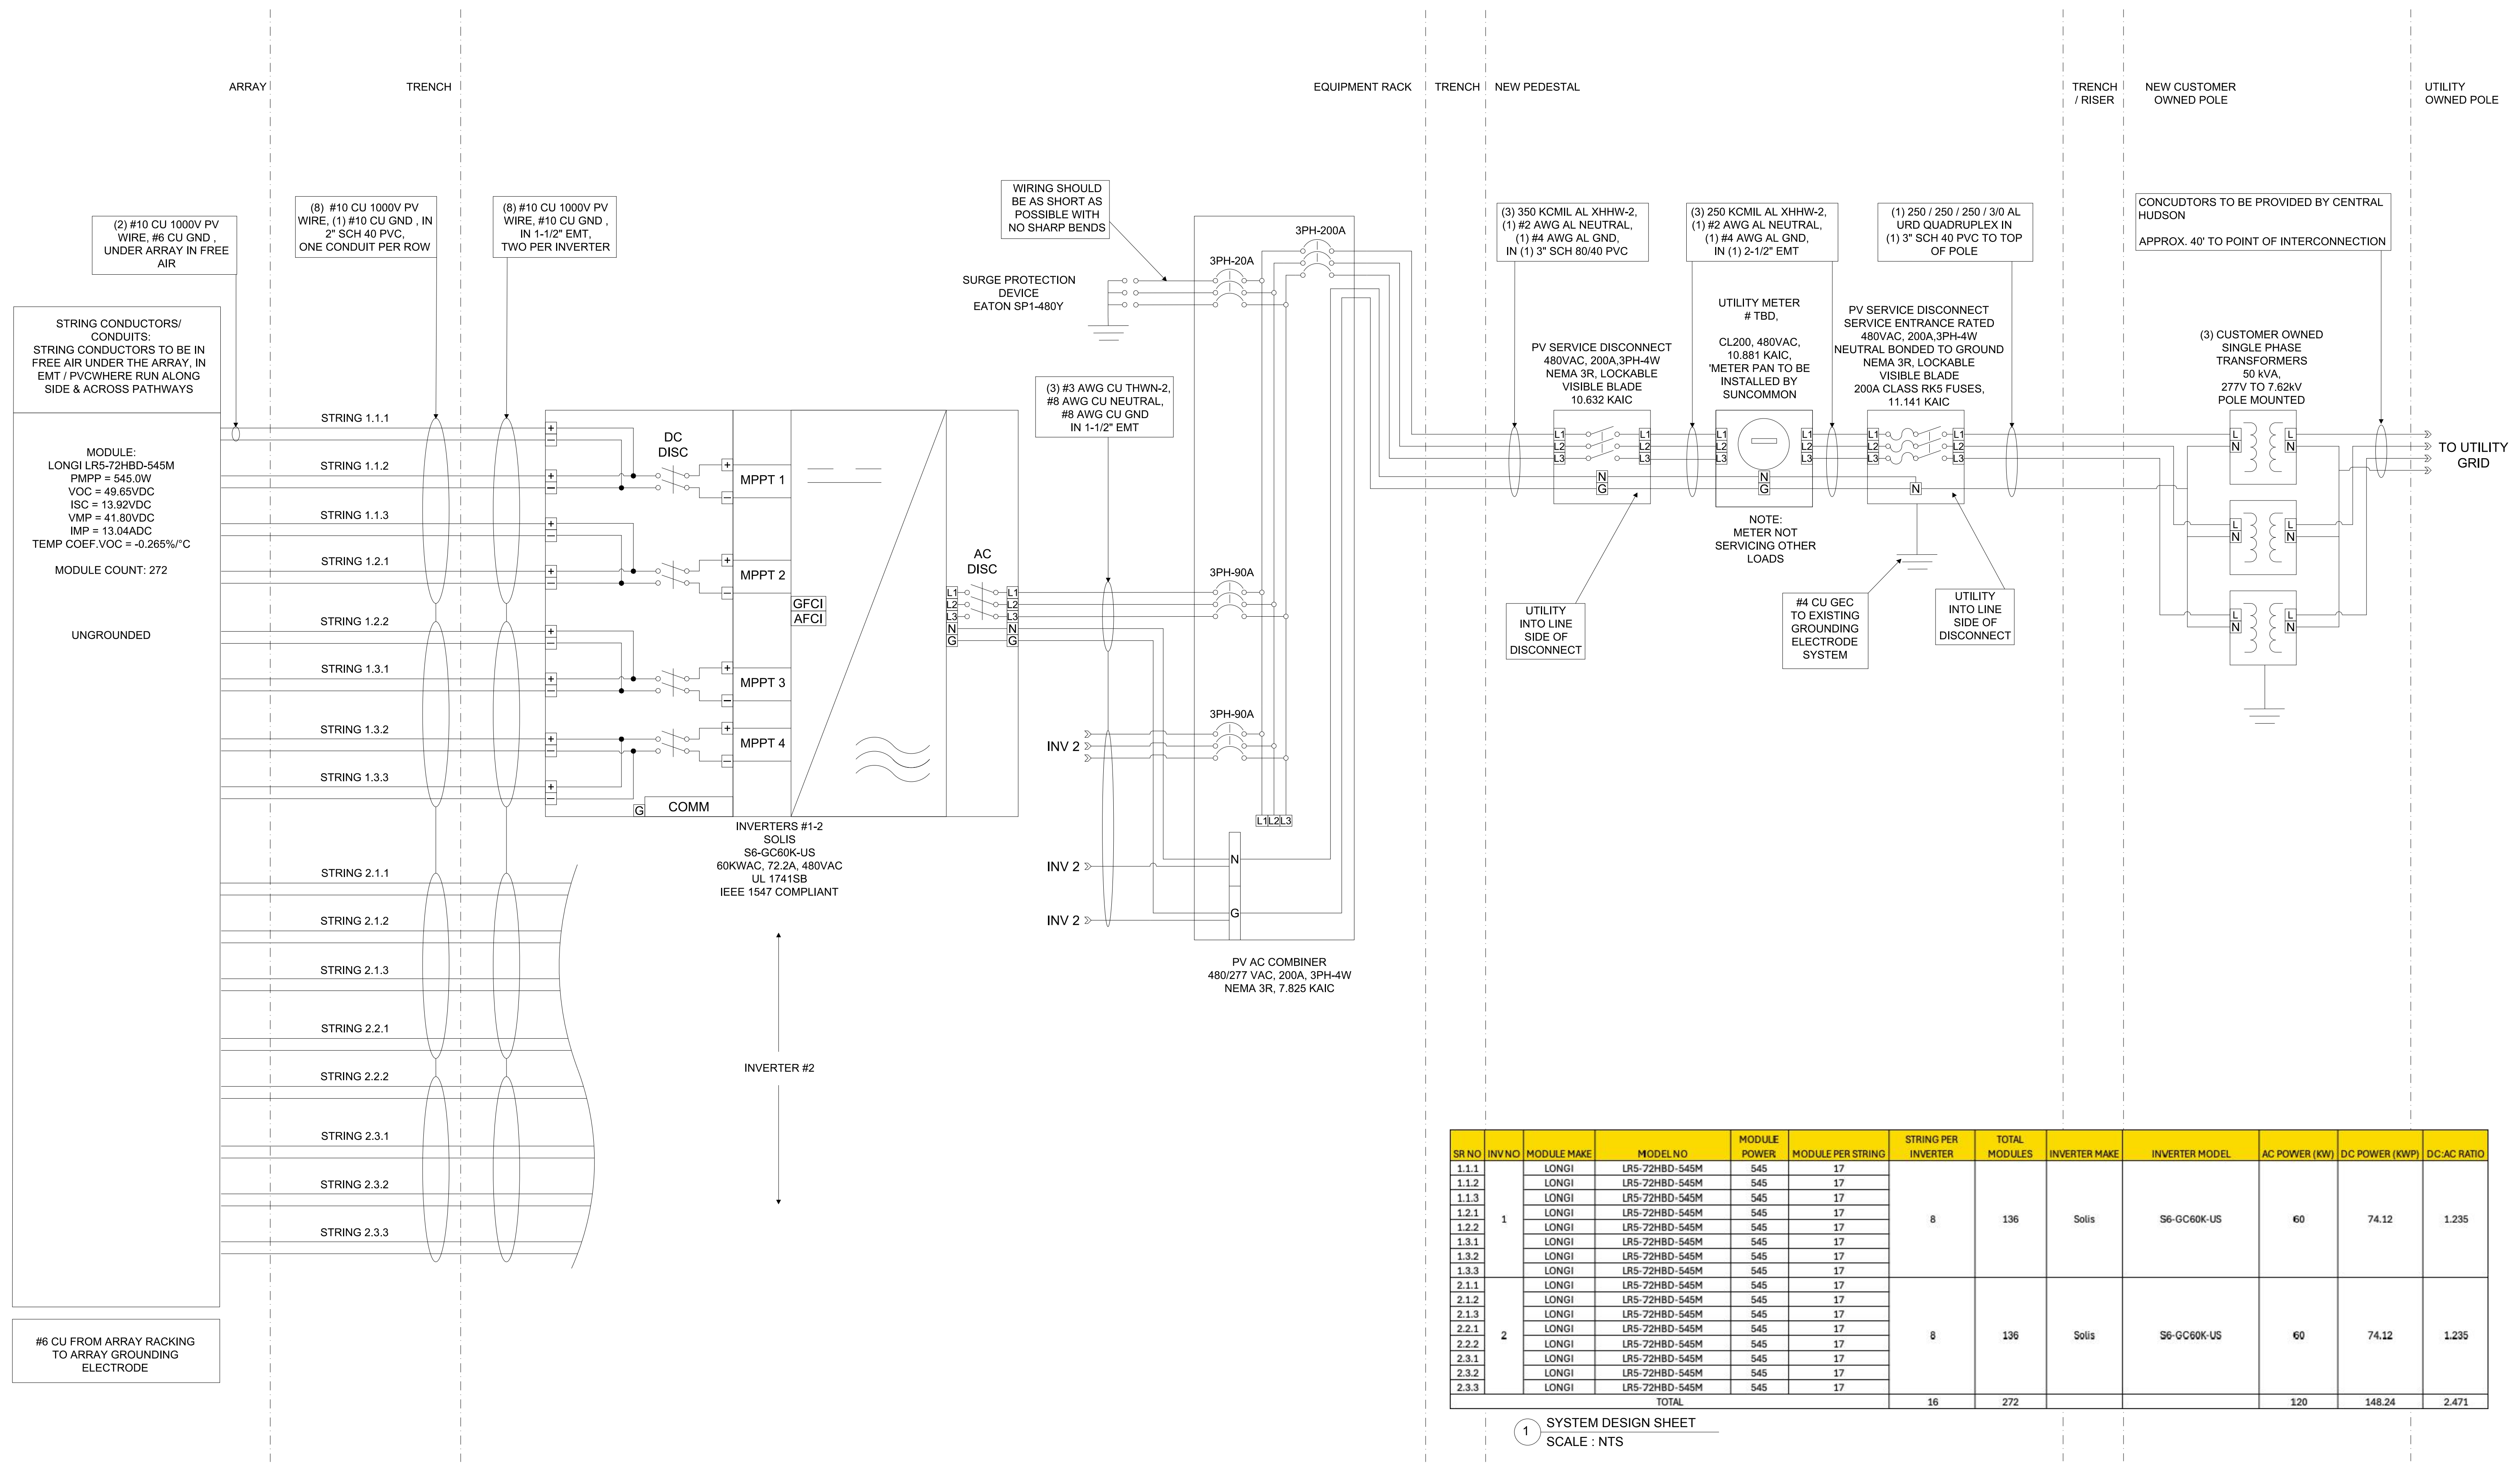 ARRAY
TRENCH
EQUIPMENT RACK
TRENCH
NEW PEDESTAL
TRENCH
/ RISER
NEW CUSTOMER
OWNED POLE
UTILITY
OWNED POLE
(2) #10 CU 1000V PV
WIRE, #6 CU GND ,
UNDER ARRAY IN FREE
AIR
(8) #10 CU 1000V PV
WIRE, (1) #10 CU GND , IN
2" SCH 40 PVC,
ONE CONDUIT PER ROW
(8) #10 CU 1000V PV
WIRE, #10 CU GND ,
IN 1-1/2" EMT,
TWO PER INVERTER
STRING CONDUCTORS/
CONDUITS:
STRING CONDUCTORS TO BE IN
FREE AIR UNDER THE ARRAY, IN
EMT / PVCWHERE RUN ALONG
SIDE & ACROSS PATHWAYS
MODULE:
LONGI LR5-72HBD-545M
PMPP = 545.0W
VOC = 49.65VDC
ISC = 13.92VDC
VMP = 41.80VDC
IMP = 13.04ADC
TEMP COEF.VOC = -0.265%/°C
MODULE COUNT: 272
UNGROUNDED
#6 CU FROM ARRAY RACKING
TO ARRAY GROUNDING
ELECTRODE
STRING 1.1.1
STRING 1.1.2
STRING 1.1.3
STRING 1.2.1
STRING 1.2.2
STRING 1.3.1
STRING 1.3.2
STRING 1.3.3
STRING 2.1.1
STRING 2.1.2
STRING 2.1.3
STRING 2.2.1
STRING 2.2.2
STRING 2.3.1
STRING 2.3.2
STRING 2.3.3
+
−
+
−
+
−
+
−
+
−
+
−
+
−
+
−
DC
DISC
+
MPPT 1
−
+
MPPT 2
−
+
MPPT 3
−
+
MPPT 4
−
GFCI
AFCI
G
COMM
AC
DISC
L1 L1
L2 L2
L3 L3
N N
G G
INVERTERS #1-2
SOLIS
S6-GC60K-US
60KWAC, 72.2A, 480VAC
UL 1741SB
IEEE 1547 COMPLIANT
INVERTER #2
WIRING SHOULD
BE AS SHORT AS
POSSIBLE WITH
NO SHARP BENDS
SURGE PROTECTION
DEVICE
EATON SP1-480Y
(3) #3 AWG CU THWN-2,
#8 AWG CU NEUTRAL,
#8 AWG CU GND
IN 1-1/2" EMT
3PH-200A
3PH-20A
3PH-90A
3PH-90A
INV 2
INV 2
INV 2
L1 L2 L3
N
G
PV AC COMBINER
480/277 VAC, 200A, 3PH-4W
NEMA 3R, 7.825 KAIC
(3) 350 KCMIL AL XHHW-2,
(1) #2 AWG AL NEUTRAL,
(1) #4 AWG AL GND,
IN (1) 3" SCH 80/40 PVC
(3) 250 KCMIL AL XHHW-2,
(1) #2 AWG AL NEUTRAL,
(1) #4 AWG AL GND,
IN (1) 2-1/2" EMT
(1) 250 / 250 / 250 / 3/0 AL
URD QUADRUPLEX IN
(1) 3" SCH 40 PVC TO TOP
OF POLE
CONCUDTORS TO BE PROVIDED BY CENTRAL
HUDSON
APPROX. 40' TO POINT OF INTERCONNECTION
PV SERVICE DISCONNECT
480VAC, 200A,3PH-4W
NEMA 3R, LOCKABLE
VISIBLE BLADE
10.632 KAIC
UTILITY METER
# TBD,
CL200, 480VAC,
10.881 KAIC,
'METER PAN TO BE
INSTALLED BY
SUNCOMMON
PV SERVICE DISCONNECT
SERVICE ENTRANCE RATED
480VAC, 200A,3PH-4W
NEUTRAL BONDED TO GROUND
NEMA 3R, LOCKABLE
VISIBLE BLADE
200A CLASS RK5 FUSES,
11.141 KAIC
(3) CUSTOMER OWNED
SINGLE PHASE
TRANSFORMERS
50 kVA,
277V TO 7.62kV
POLE MOUNTED
L1 L1 L1 L1 L1 L1
L2 L2 L2 L2 L2 L2
L3 L3 L3 L3 L3 L3
N N
G G N
L L
N N
L L
N N
L L
N N
TO UTILITY
GRID
NOTE:
METER NOT
SERVICING OTHER
LOADS
UTILITY
INTO LINE
SIDE OF
DISCONNECT
#4 CU GEC
TO EXISTING
GROUNDING
ELECTRODE
SYSTEM
UTILITY
INTO LINE
SIDE OF
DISCONNECT
SR NO INV NO MODULE MAKE MODEL NO MODULE POWER MODULE PER STRING STRING PER INVERTER TOTAL MODULES INVERTER MAKE INVERTER MODEL AC POWER (KW) DC POWER (KWP) DC:AC RATIO
1.1.1 LONGI LR5-72HBD-545M 545 17
1.1.2 LONGI LR5-72HBD-545M 545 17
1.1.3 LONGI LR5-72HBD-545M 545 17
1.2.1 LONGI LR5-72HBD-545M 545 17
1 8 136 Solis S6-GC60K-US 60 74.12 1.235
1.2.2 LONGI LR5-72HBD-545M 545 17
1.3.1 LONGI LR5-72HBD-545M 545 17
1.3.2 LONGI LR5-72HBD-545M 545 17
1.3.3 LONGI LR5-72HBD-545M 545 17
2.1.1 LONGI LR5-72HBD-545M 545 17
2.1.2 LONGI LR5-72HBD-545M 545 17
2.1.3 LONGI LR5-72HBD-545M 545 17
2.2.1 LONGI LR5-72HBD-545M 545 17
2 8 136 Solis S6-GC60K-US 60 74.12 1.235
2.2.2 LONGI LR5-72HBD-545M 545 17
2.3.1 LONGI LR5-72HBD-545M 545 17
2.3.2 LONGI LR5-72HBD-545M 545 17
2.3.3 LONGI LR5-72HBD-545M 545 17
TOTAL 16 272 120 148.24 2.471
1 SYSTEM DESIGN SHEET
SCALE : NTS